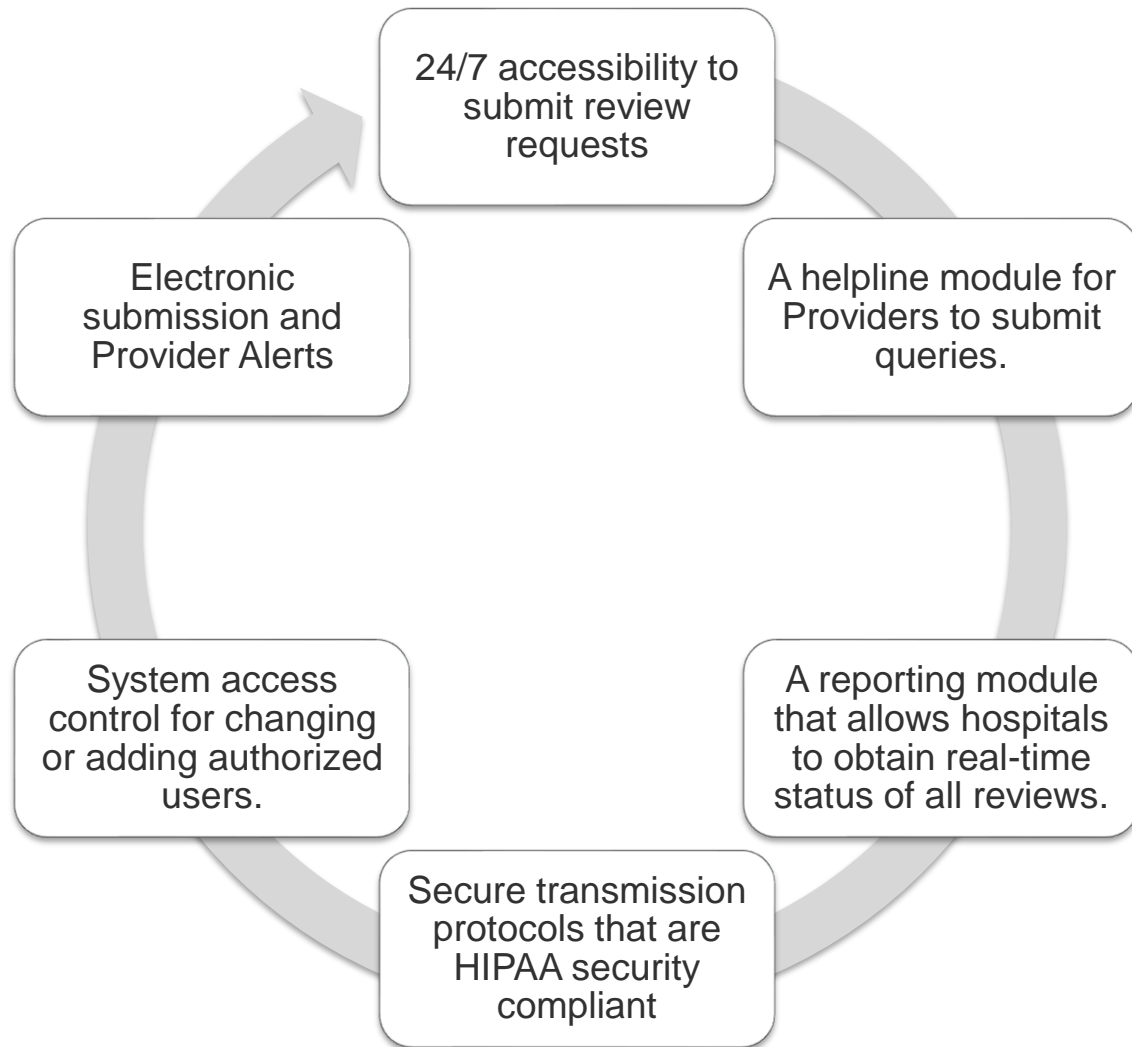 24/7 accessibility to
submit review
requests
A helpline module for
Providers to submit
queries.
A reporting module
that allows hospitals
to obtain real-time
status of all reviews.
Secure transmission
protocols that are
HIPAA security
compliant
System access
control for changing
or adding authorized
users.
Electronic
submission and
Provider Alerts